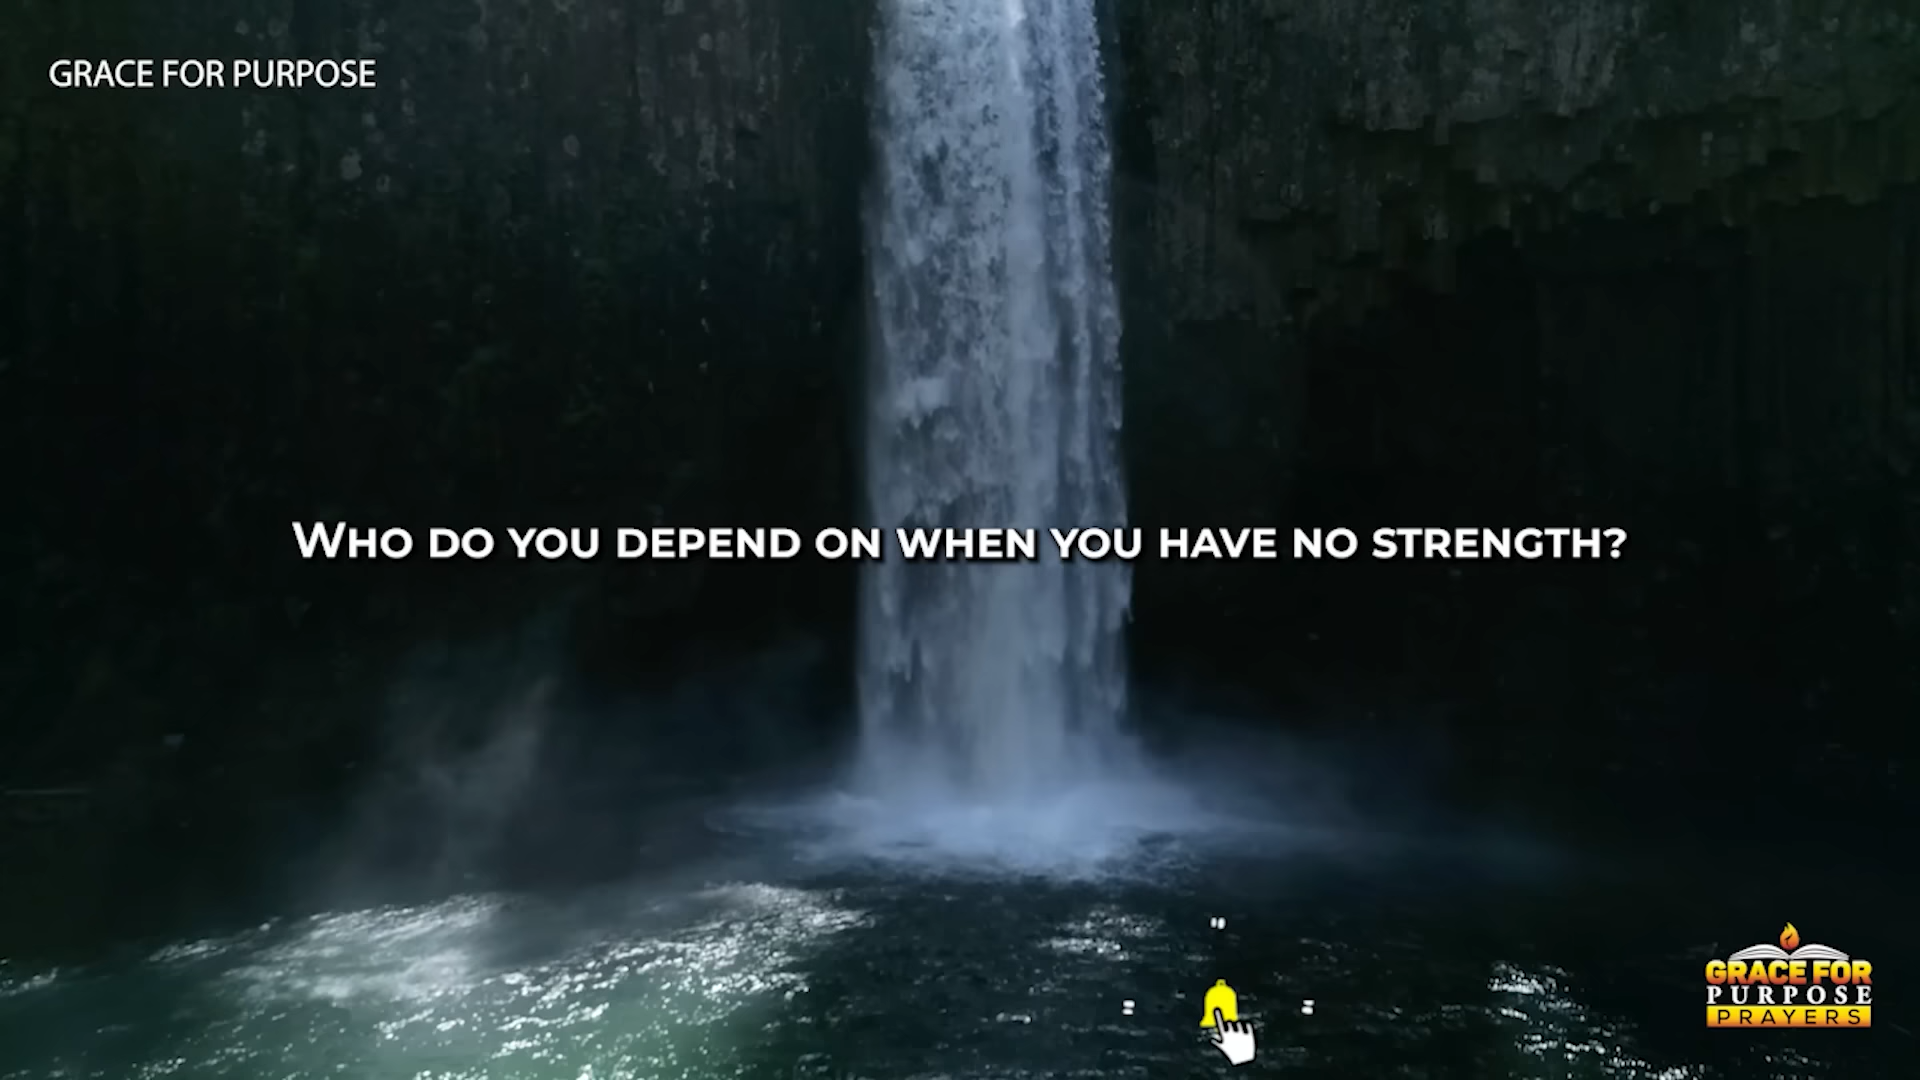 GRACE FOR PURPOSE
WHO DO YOU DEPEND ON WHEN YOU HAVE NO STRENGTH?
GRACE FOR
PURPOSE
PRAYERS